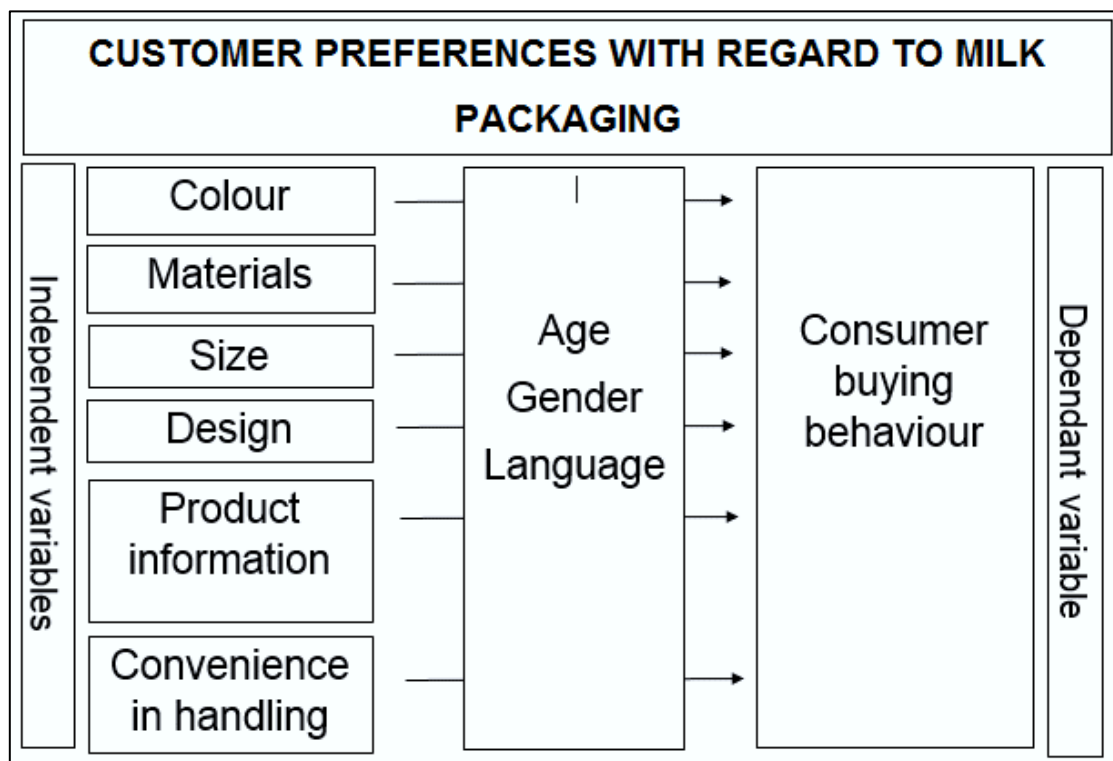 CUSTOMER PREFERENCES WITH REGARD TO MILK
PACKAGING
Independent variables
Colour
Materials
Size
Design
Product
information
Convenience
in handling
Age
Gender
Language
Consumer
buying
behaviour
Dependant variable